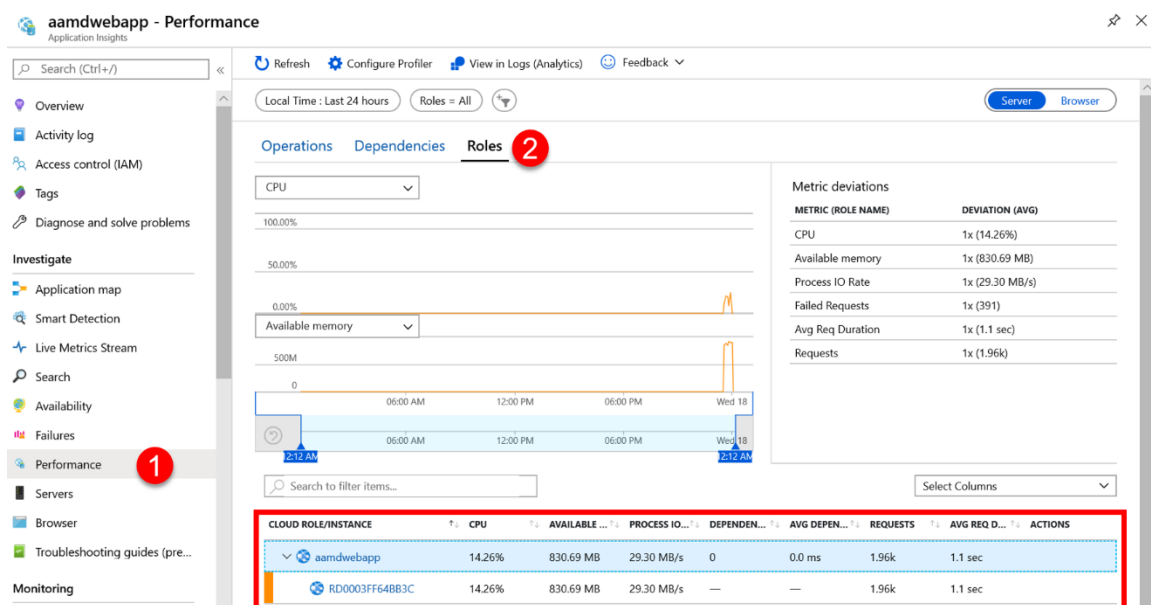 aamdwebapp - Performance
Application Insights
Search (Ctrl+/)
Overview
Activity log
Access control (IAM)
Tags
Diagnose and solve problems
Investigate
Application map
Smart Detection
Live Metrics Stream
Search
Availability
Failures
Performance
1
Servers
Browser
Troubleshooting guides (pre...
Monitoring
Refresh Configure Profiler View in Logs (Analytics) Feedback
Local Time : Last 24 hours Roles = All Server Browser
Operations Dependencies Roles 2
CPU
100.00%
50.00%
0.00%
Available memory
500M
0
06:00 AM 12:00 PM 06:00 PM Wed 18
06:00 AM 12:00 PM 06:00 PM Wed 18
2:12 AM 2:12 AM
Metric deviations
METRIC (ROLE NAME) DEVIATION (AVG)
CPU 1x (14.26%)
Available memory 1x (830.69 MB)
Process IO Rate 1x (29.30 MB/s)
Failed Requests 1x (391)
Avg Req Duration 1x (1.1 sec)
Requests 1x (1.96k)
Search to filter items... Select Columns
CLOUD ROLE/INSTANCE CPU AVAILABLE ... PROCESS IO... DEPENDEN... AVG DEPEN... REQUESTS AVG REQ D... ACTIONS
aamdwebapp 14.26% 830.69 MB 29.30 MB/s 0 0.0 ms 1.96k 1.1 sec
RD0003FF64BB3C 14.26% 830.69 MB 29.30 MB/s — — 1.96k 1.1 sec